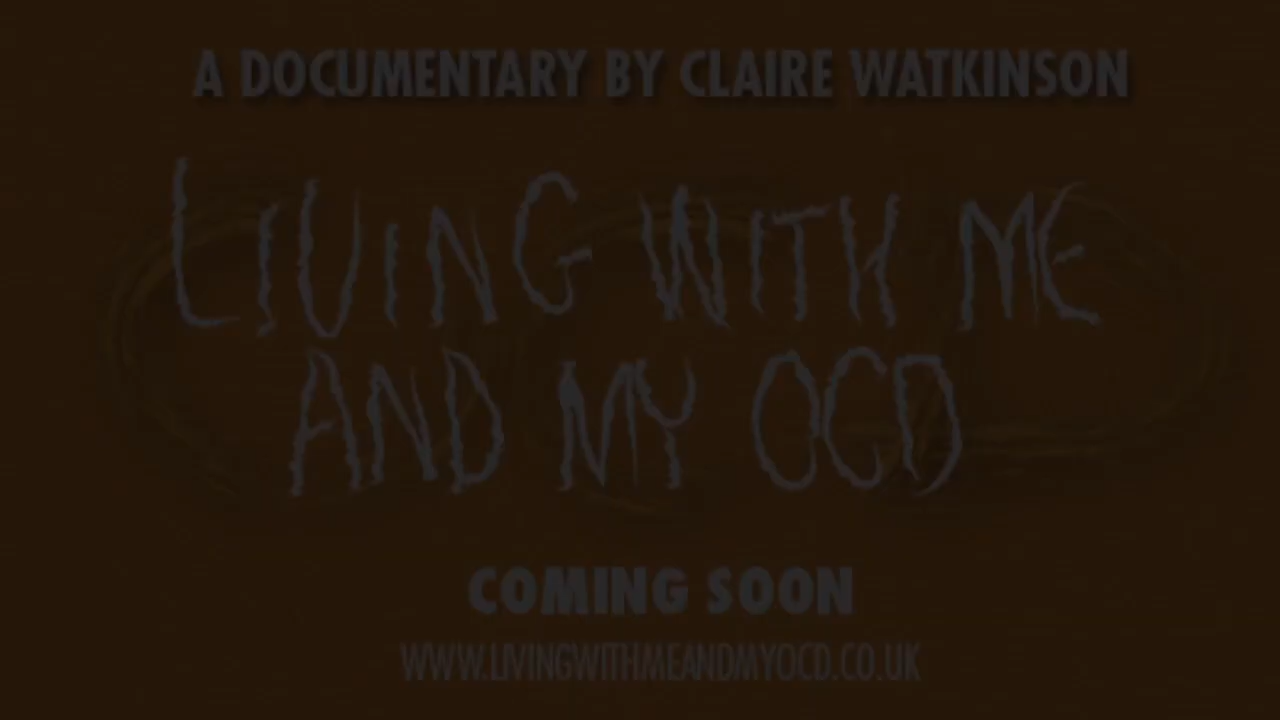 A DOCUMENTARY BY CLAIRE WATKINSON
LIVING WITH ME
AND MY OCD
COMING SOON
WWW.LIVINGWITHMEANDMYOCD.CO.UK